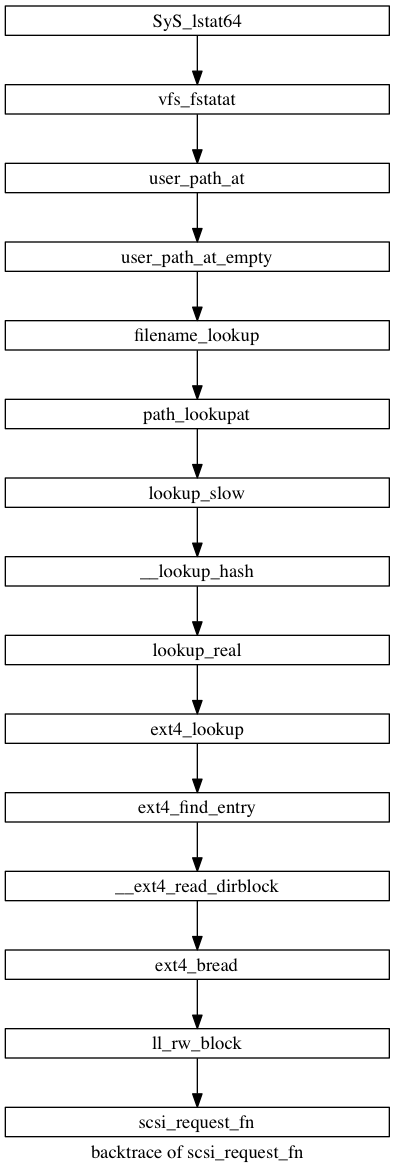 SyS_lstat64
vfs_fstatat
user_path_at
user_path_at_empty
filename_lookup
path_lookupat
lookup_slow
__lookup_hash
lookup_real
ext4_lookup
ext4_find_entry
__ext4_read_dirblock
ext4_bread
ll_rw_block
scsi_request_fn
backtrace of scsi_request_fn